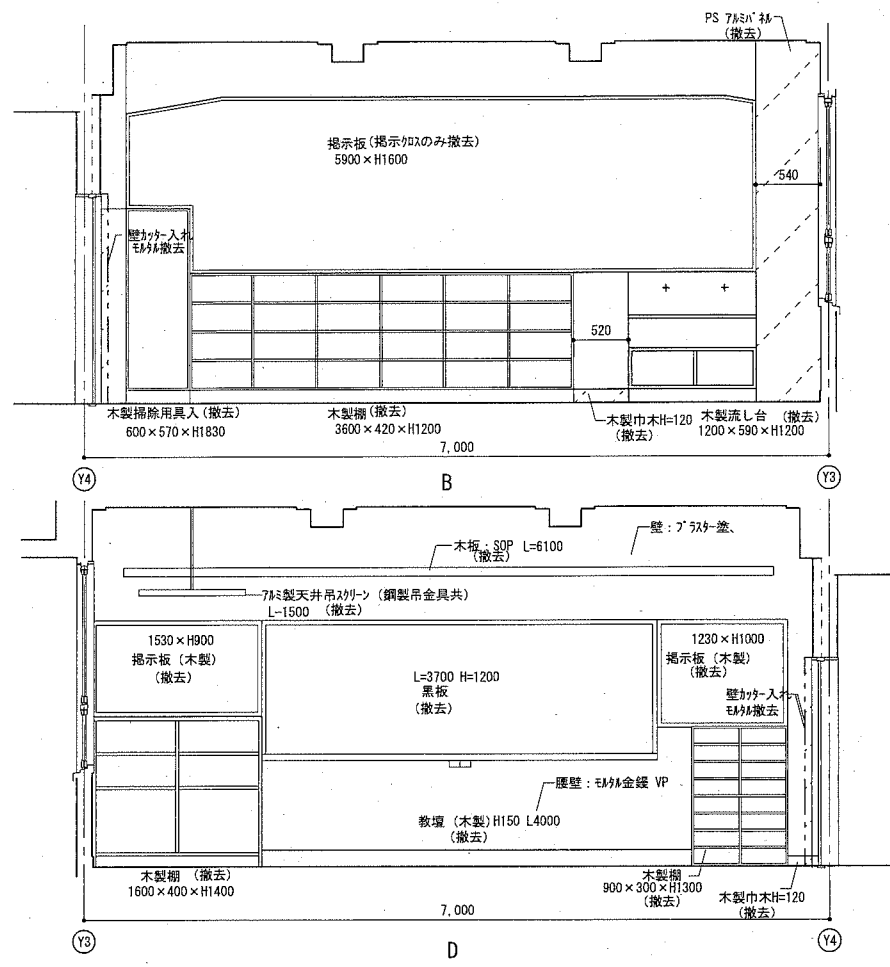 PS アルミパネル
(撤去)
掲示板(掲示クロスのみ撤去)
5900×H1600
540
壁カッター入れ
モルタル撤去
520
木製掃除用具入(撤去)
600×570×H1830
木製棚(撤去)
3600×420×H1200
木製巾木H=120
(撤去)
木製流し台 (撤去)
1200×590×H1200
7,000
Y4
B
Y3
壁：プラスター塗、
木板：SOP L=6100
(撤去)
アルミ製天井吊スクリーン (鋼製吊金具共)
L-1500 (撤去)
1530×H900
掲示板 (木製)
(撤去)
L=3700 H=1200
黒板
(撤去)
1230×H1000
掲示板 (木製)
(撤去)
壁カッター入れ
モルタル撤去
腰壁：モルタル金鏝 VP
教壇 (木製)H150 L4000
(撤去)
木製棚 (撤去)
1600×400×H1400
木製棚
900×300×H1300
(撤去)
木製巾木H=120
(撤去)
7,000
Y3
D
Y4